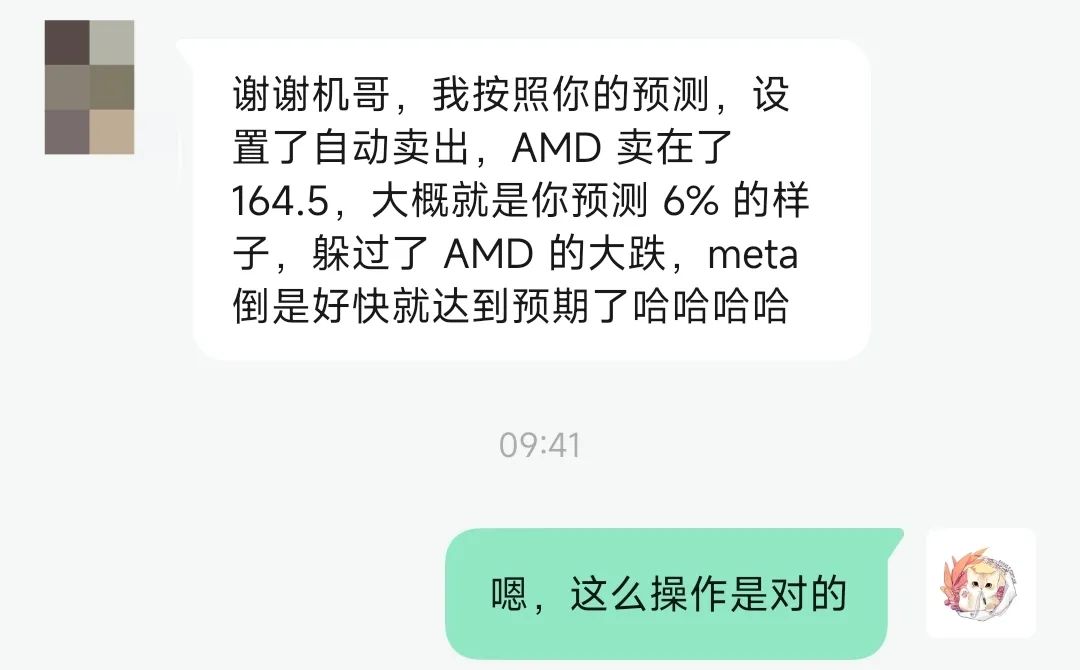 谢谢机哥，我按照你的预测，设
置了自动卖出，AMD 卖在了
164.5，大概就是你预测 6% 的样
子，躲过了 AMD 的大跌，meta
倒是好快就达到预期了哈哈哈哈
09:41
嗯，这么操作是对的